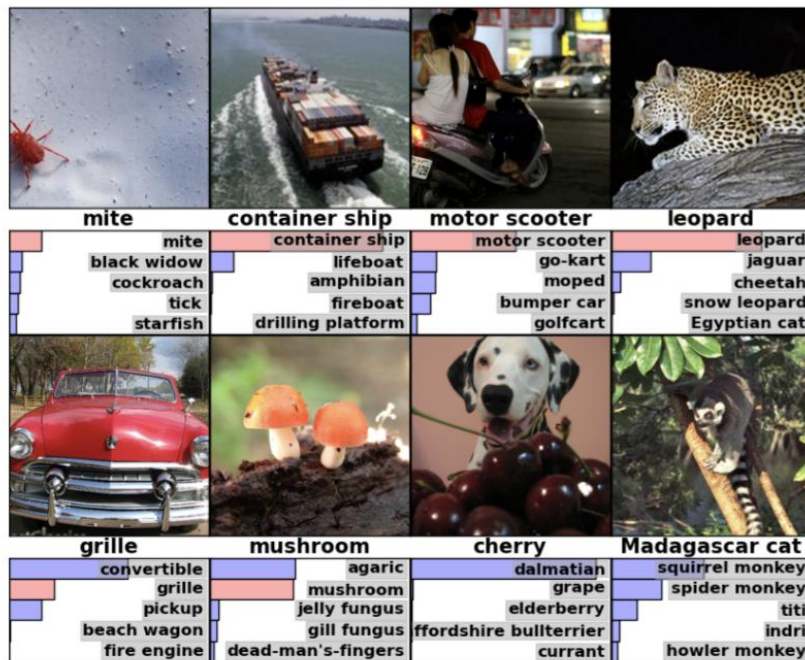 mite
container ship
motor scooter
leopard
mite
black widow
cockroach
tick
starfish
container ship
lifeboat
amphibian
fireboat
drilling platform
motor scooter
go-kart
moped
bumper car
golfcart
leopard
jaguar
cheetah
snow leopard
Egyptian cat
grille
mushroom
cherry
Madagascar cat
convertible
grille
pickup
beach wagon
fire engine
agaric
mushroom
jelly fungus
gill fungus
dead-man's-fingers
dalmatian
grape
elderberry
ffordshire bullterrier
currant
squirrel monkey
spider monkey
titi
indri
howler monkey